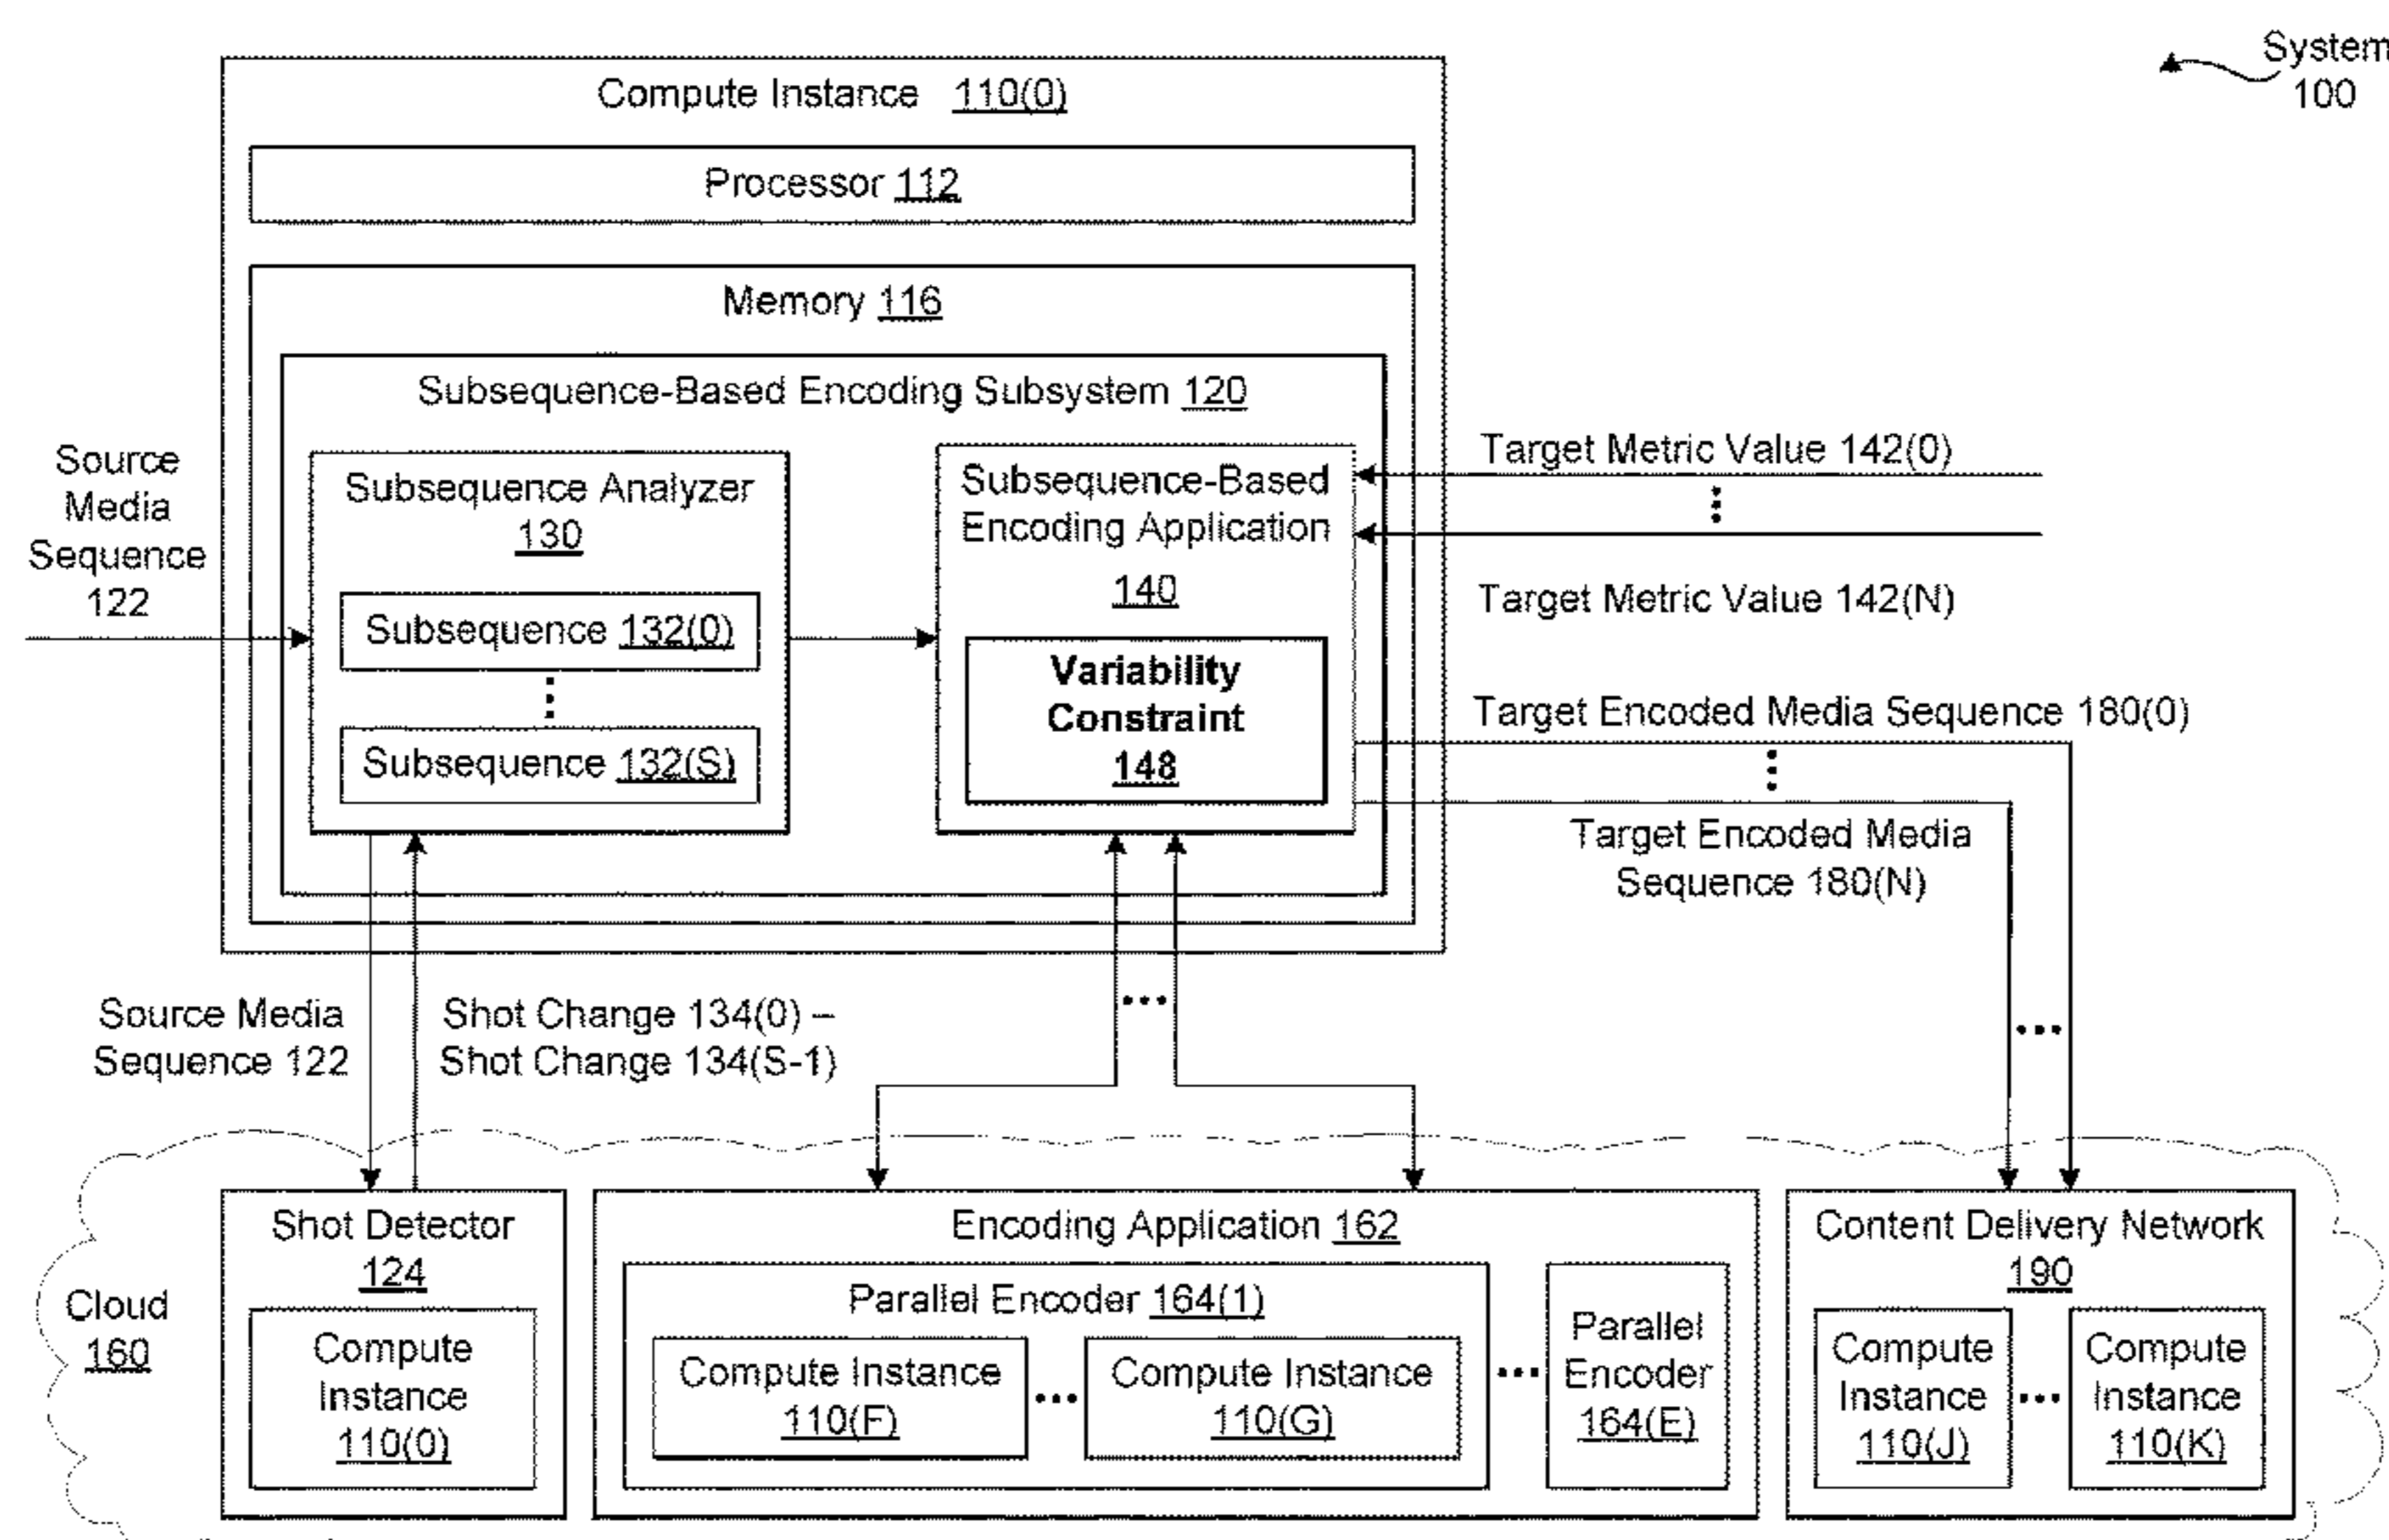 System
100
Compute Instance 110(0)
Processor 112
Memory 116
Subsequence-Based Encoding Subsystem 120
Source
Media
Sequence
122
Subsequence Analyzer
130
Subsequence 132(0)
Subsequence 132(S)
Subsequence-Based
Encoding Application
140
Variability
Constraint
148
Target Metric Value 142(0)
Target Metric Value 142(N)
Target Encoded Media Sequence 180(0)
Target Encoded Media
Sequence 180(N)
Source Media
Sequence 122
Shot Change 134(0) –
Shot Change 134(S-1)
Cloud
160
Shot Detector
124
Compute
Instance
110(0)
Encoding Application 162
Parallel Encoder 164(1)
Compute Instance
110(F)
Compute Instance
110(G)
Parallel
Encoder
164(E)
Content Delivery Network
190
Compute
Instance
110(J)
Compute
Instance
110(K)